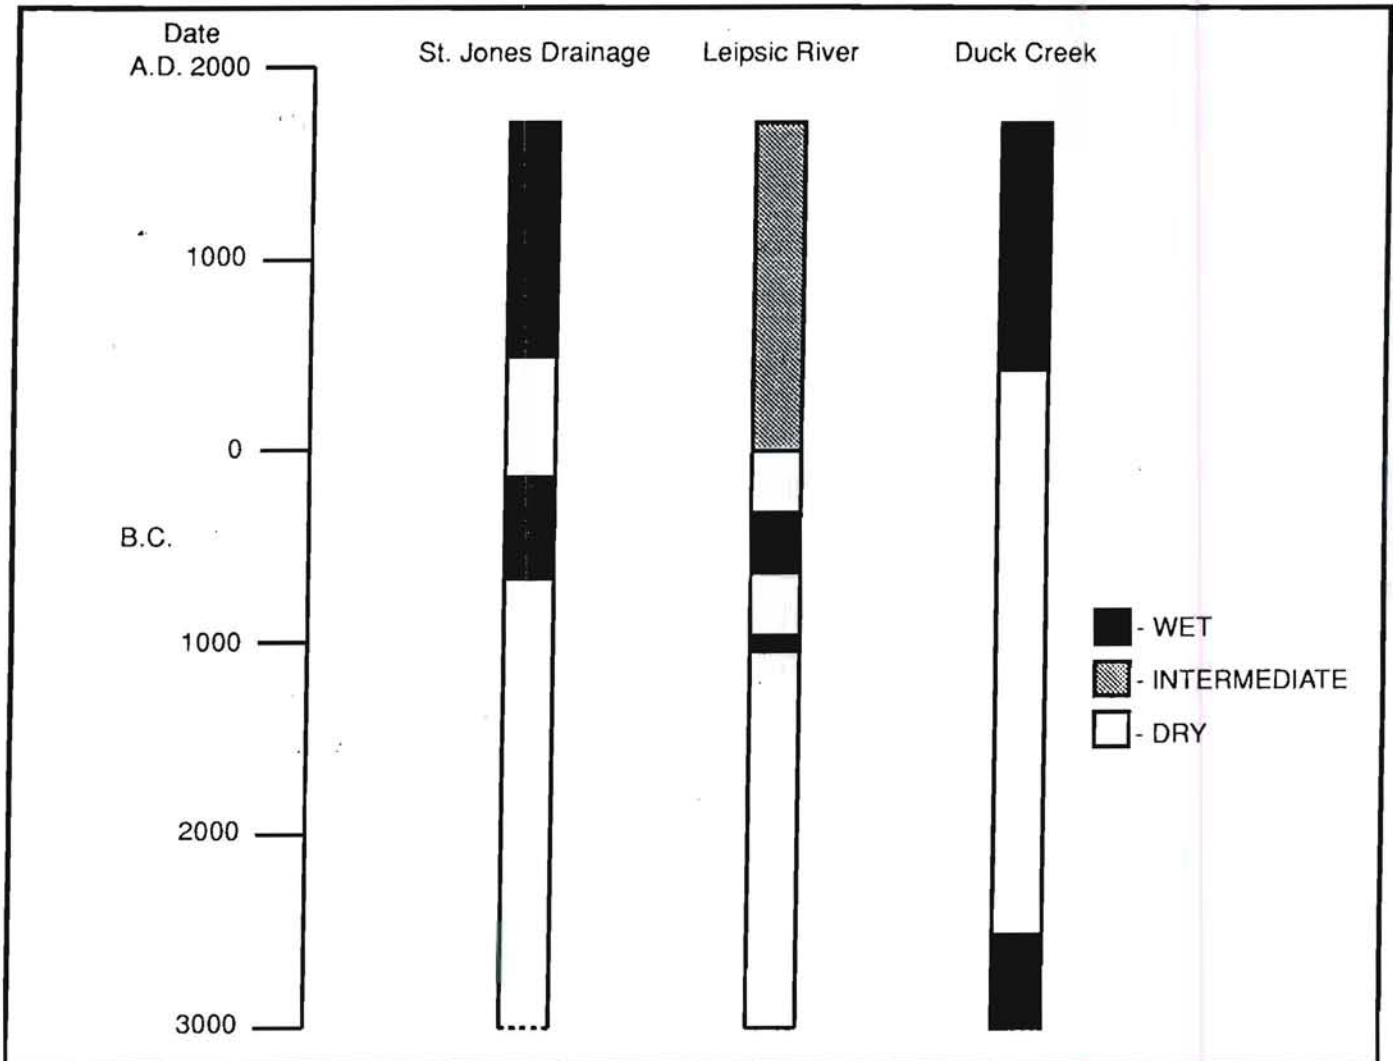 Date
A.D. 2000
St. Jones Drainage
Leipsic River
Duck Creek
1000
0
B.C.
1000
2000
3000
- WET
- INTERMEDIATE
- DRY